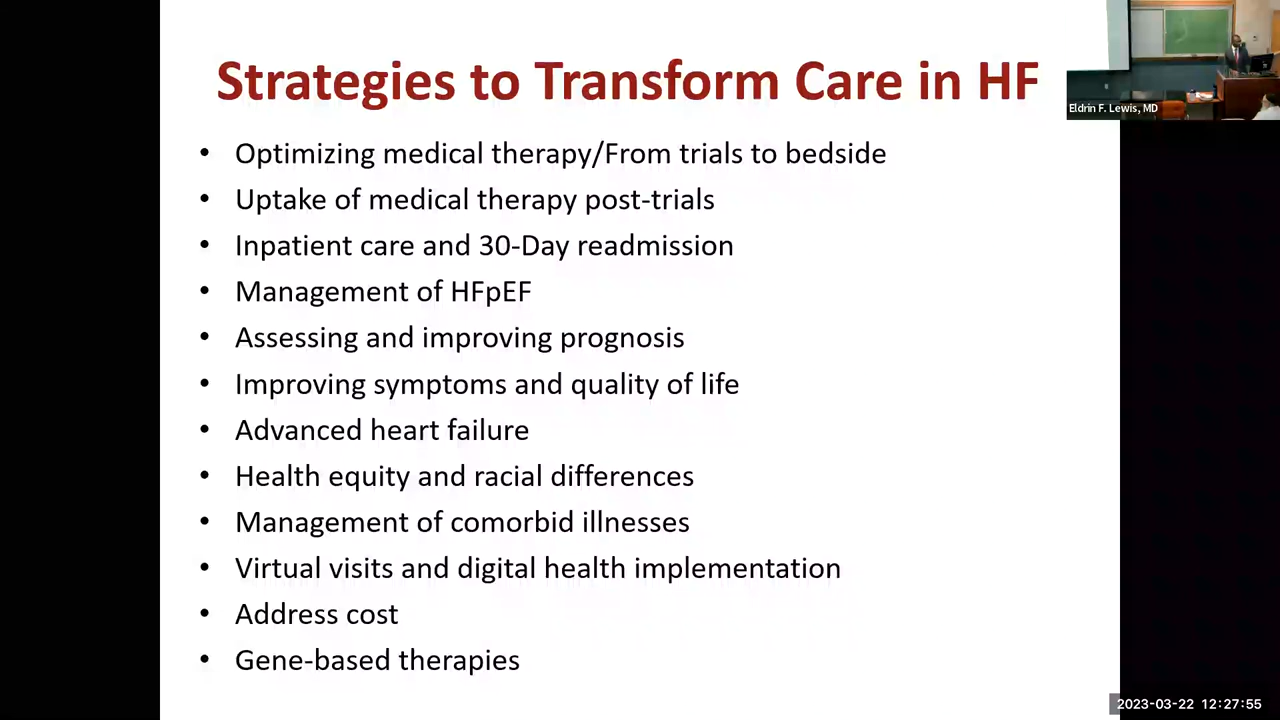 Strategies to Transform Care in HF
Eldrin F. Lewis, MD
• Optimizing medical therapy/From trials to bedside
• Uptake of medical therapy post-trials
• Inpatient care and 30-Day readmission
• Management of HFpEF
• Assessing and improving prognosis
• Improving symptoms and quality of life
• Advanced heart failure
• Health equity and racial differences
• Management of comorbid illnesses
• Virtual visits and digital health implementation
• Address cost
• Gene-based therapies
2023-03-22 12:27:55